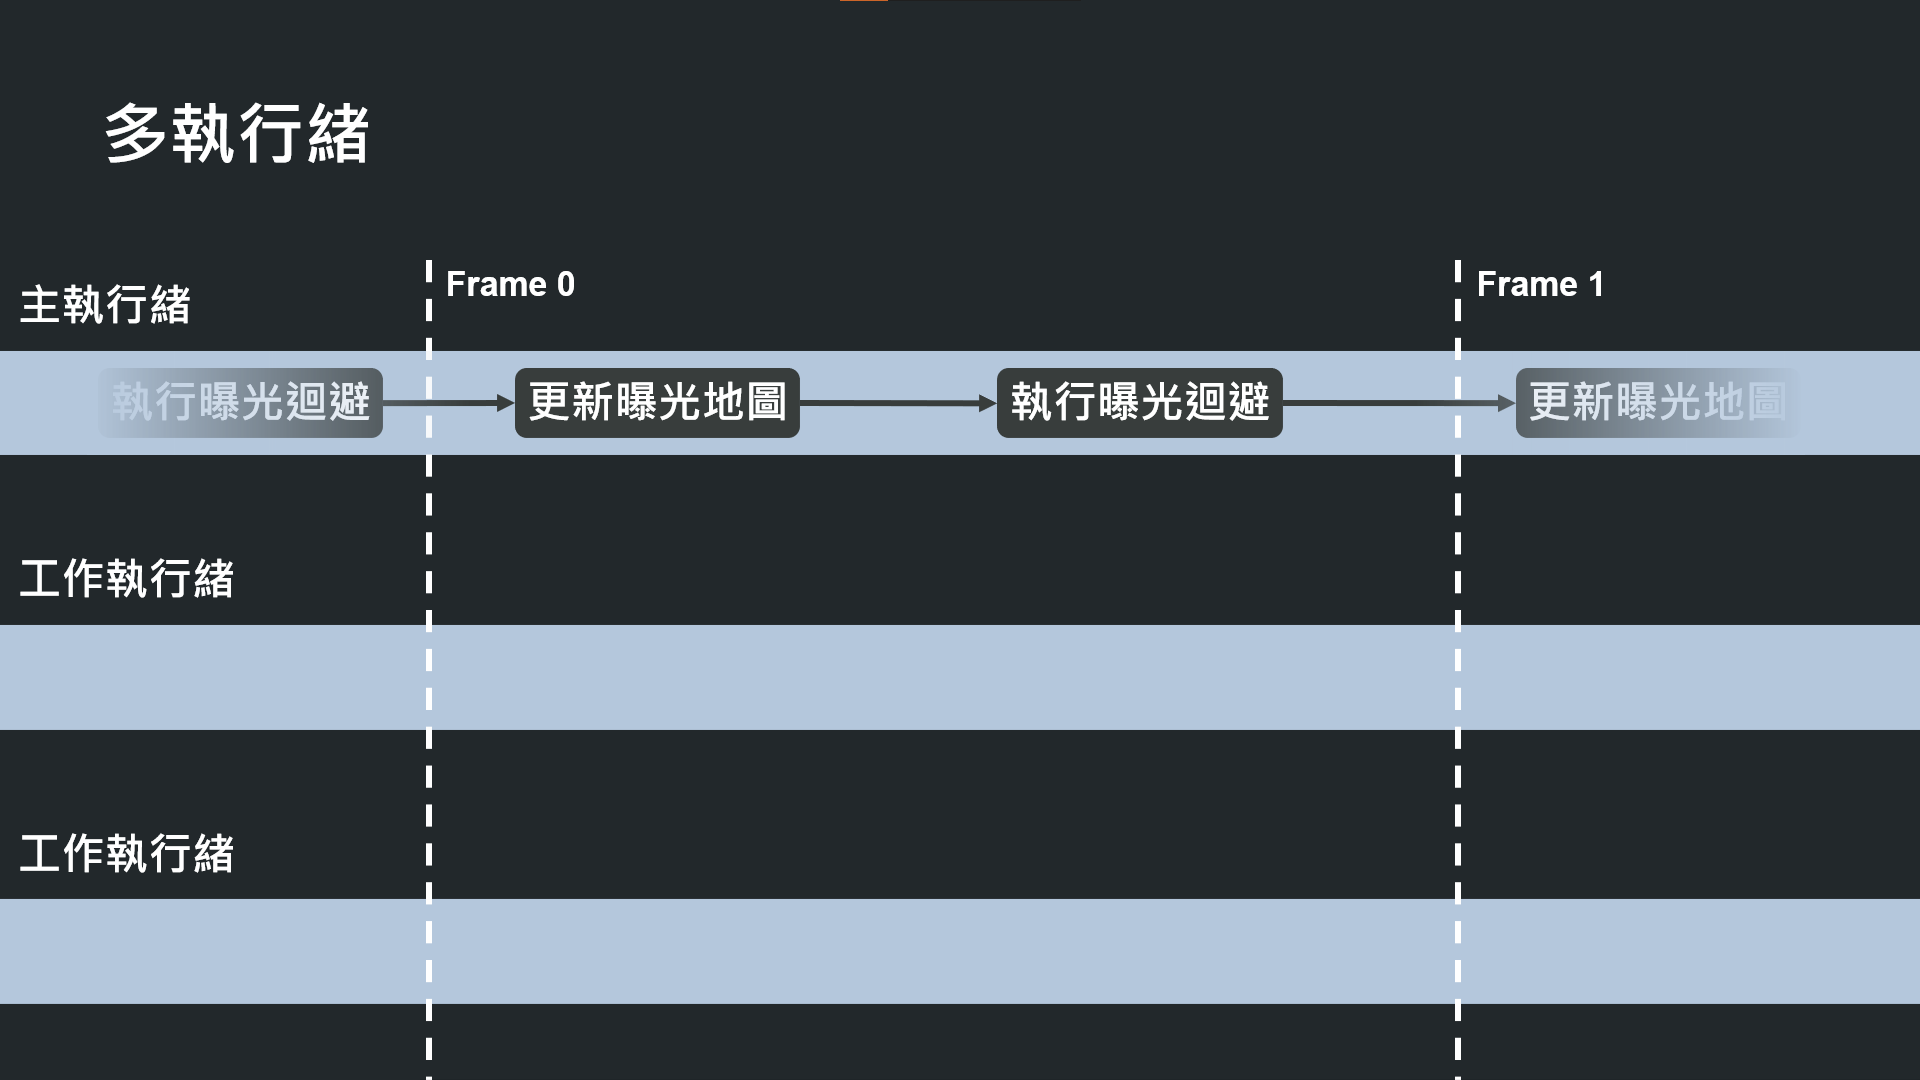 多執行緒
主執行緒
Frame 0
Frame 1
執行曝光迴避
更新曝光地圖
執行曝光迴避
更新曝光地圖
工作執行緒
工作執行緒